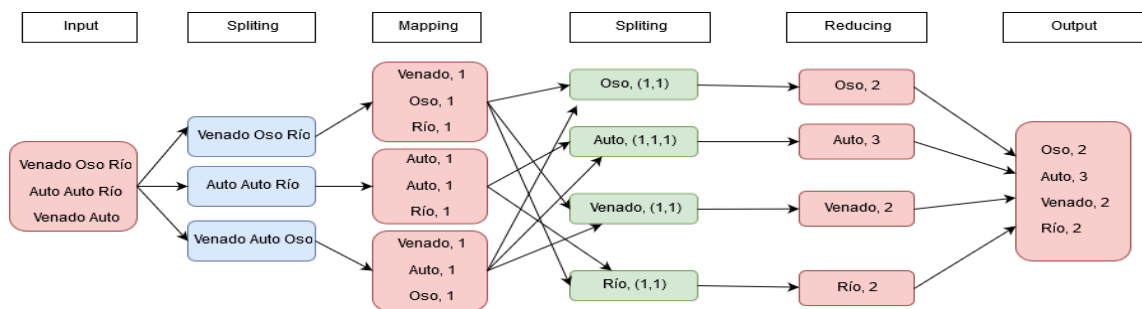 Input
Spliting
Mapping
Spliting
Reducing
Output
Venado Oso Río
Auto Auto Río
Venado Auto
Venado Oso Río
Auto Auto Río
Venado Auto Oso
Venado, 1
Oso, 1
Río, 1
Auto, 1
Auto, 1
Río, 1
Venado, 1
Auto, 1
Oso, 1
Oso, (1,1)
Auto, (1,1,1)
Venado, (1,1)
Río, (1,1)
Oso, 2
Auto, 3
Venado, 2
Río, 2
Oso, 2
Auto, 3
Venado, 2
Río, 2